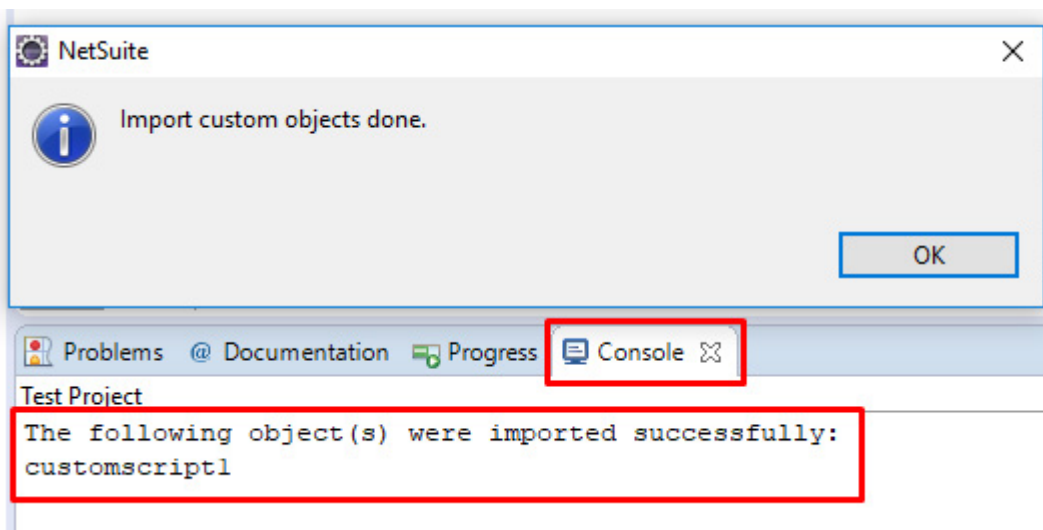 NetSuite
Import custom objects done.
OK
Problems @ Documentation Progress Console
Test Project
The following object(s) were imported successfully:
customscript1